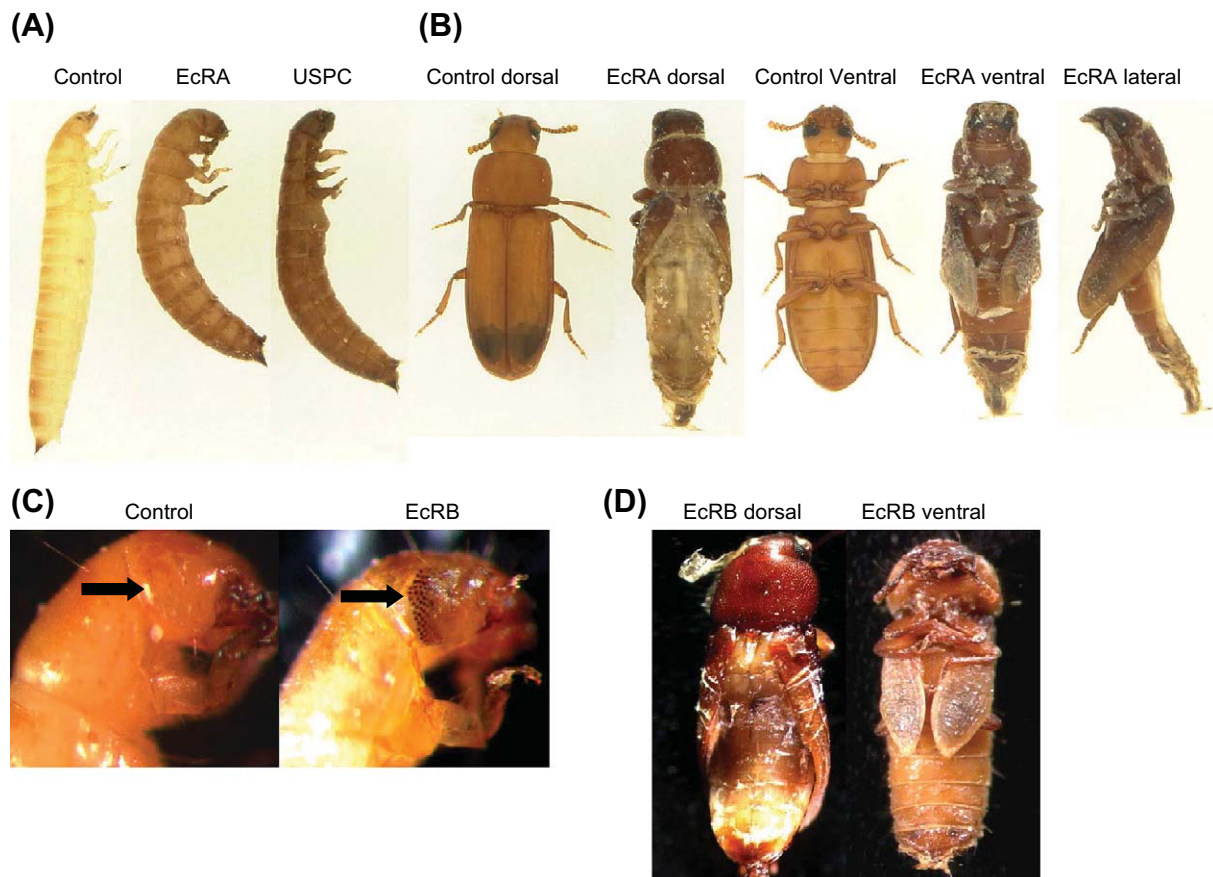 (A)
Control EcRA USPC
(B)
Control dorsal EcRA dorsal Control Ventral EcRA ventral EcRA lateral
(C)
Control EcRB
(D)
EcRB dorsal EcRB ventral